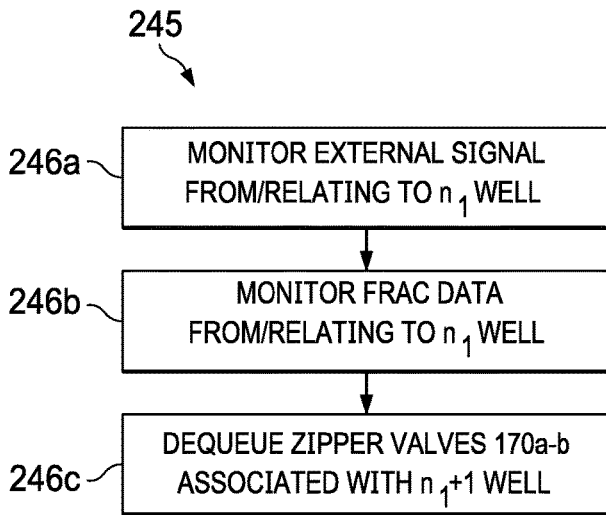 245
246a
MONITOR EXTERNAL SIGNAL
FROM/RELATING TO n₁ WELL
246b
MONITOR FRAC DATA
FROM/RELATING TO n₁ WELL
246c
DEQUEUE ZIPPER VALVES 170a-b
ASSOCIATED WITH n₁+1 WELL